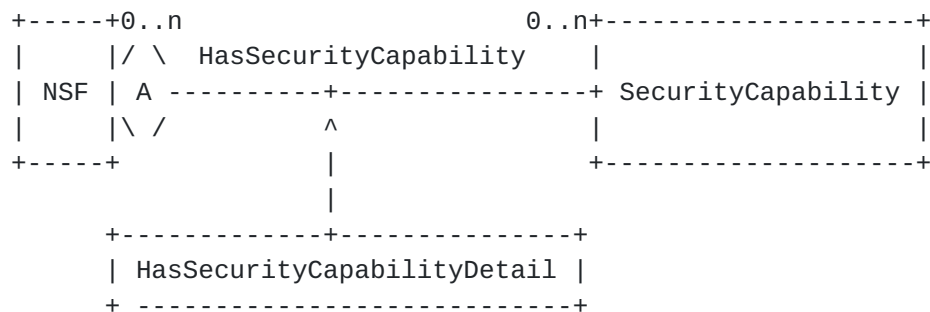 +-----+0..n                     0..n+--------------------+
|     |/ \  HasSecurityCapability    |                    |
| NSF | A ----------+----------------+ SecurityCapability |
|     |\ /          ^                |                    |
+-----+             |                +--------------------+
                    |
      +-------------+---------------+
      | HasSecurityCapabilityDetail |
      + ----------------------------+